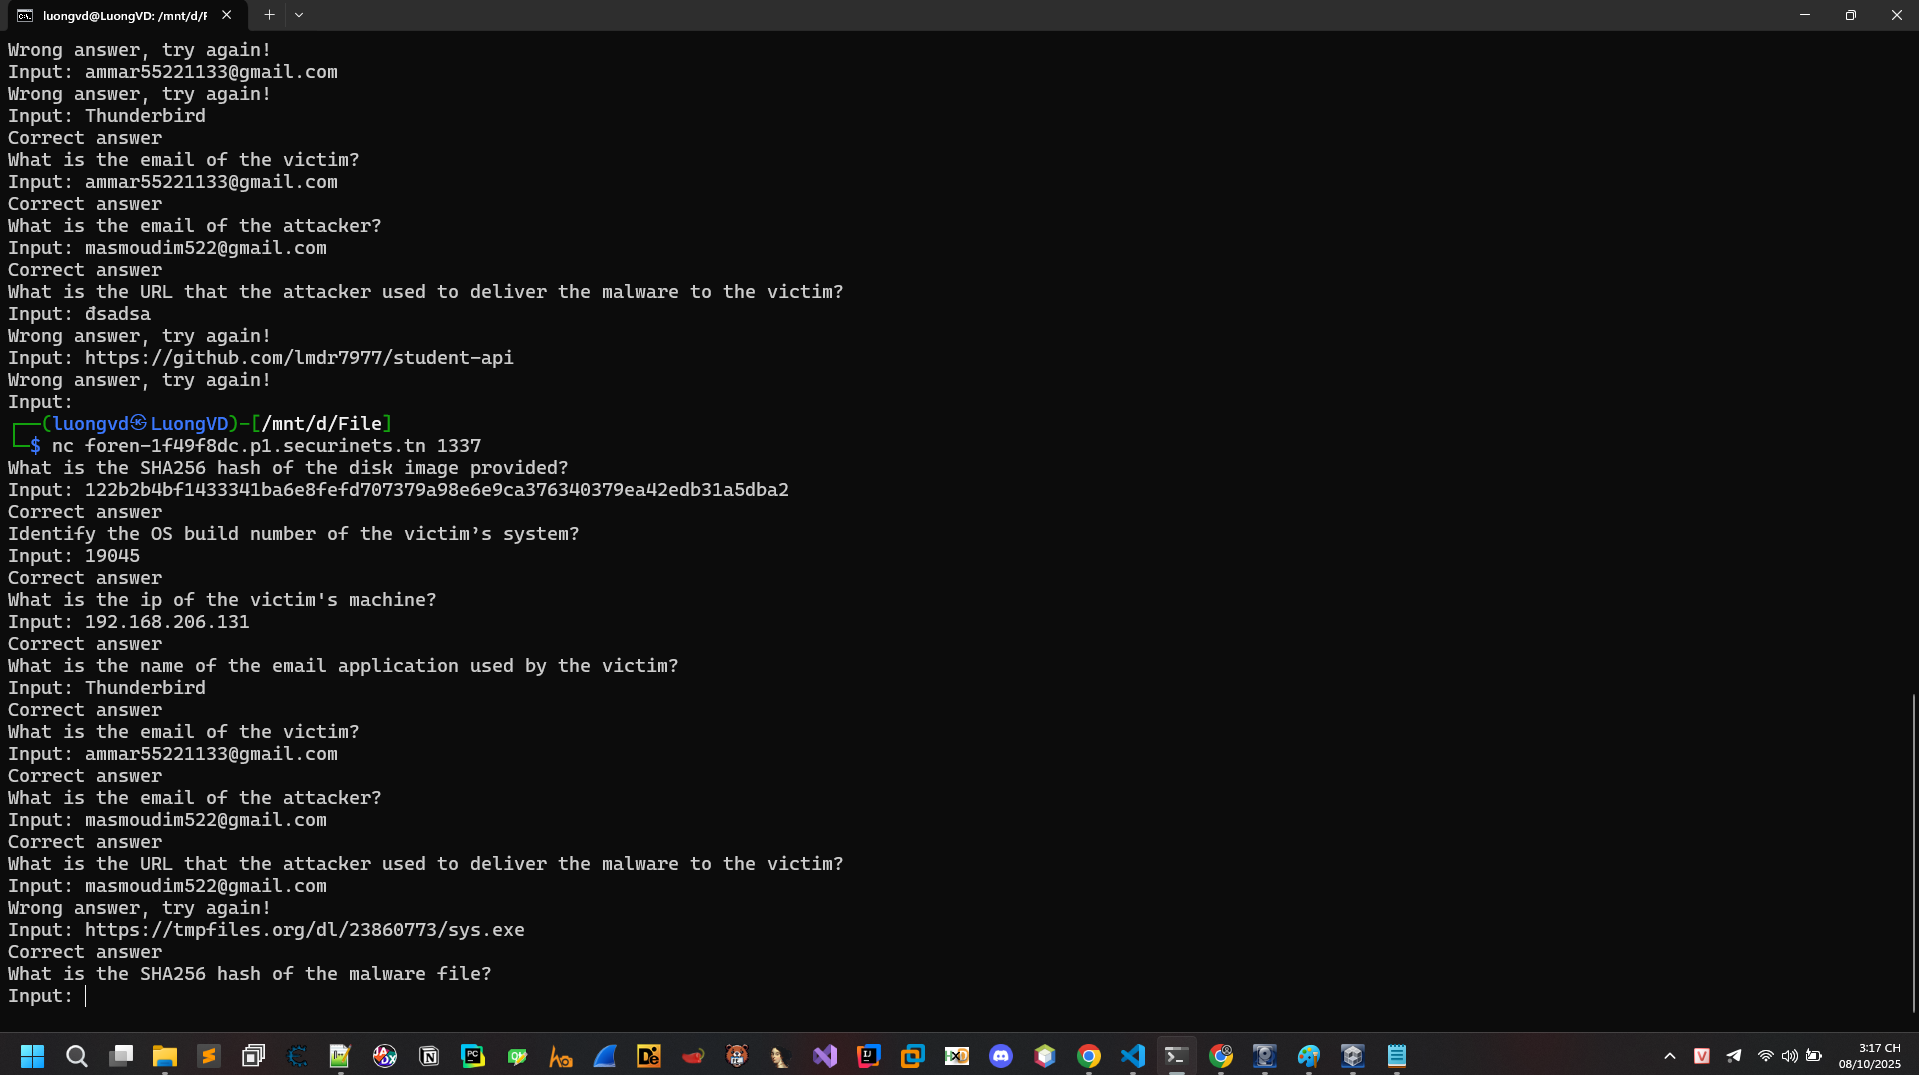 luongvd@LuongVD: /mnt/d/F
Wrong answer, try again!
Input: ammar55221133@gmail.com
Wrong answer, try again!
Input: Thunderbird
Correct answer
What is the email of the victim?
Input: ammar55221133@gmail.com
Correct answer
What is the email of the attacker?
Input: masmoudim522@gmail.com
Correct answer
What is the URL that the attacker used to deliver the malware to the victim?
Input: đsadsa
Wrong answer, try again!
Input: https://github.com/lmdr7977/student-api
Wrong answer, try again!
Input:
┌──(luongvd㉿LuongVD)-[/mnt/d/File]
└─$ nc foren-1f49f8dc.p1.securinets.tn 1337
What is the SHA256 hash of the disk image provided?
Input: 122b2b4bf1433341ba6e8fefd707379a98e6e9ca376340379ea42edb31a5dba2
Correct answer
Identify the OS build number of the victim’s system?
Input: 19045
Correct answer
What is the ip of the victim's machine?
Input: 192.168.206.131
Correct answer
What is the name of the email application used by the victim?
Input: Thunderbird
Correct answer
What is the email of the victim?
Input: ammar55221133@gmail.com
Correct answer
What is the email of the attacker?
Input: masmoudim522@gmail.com
Correct answer
What is the URL that the attacker used to deliver the malware to the victim?
Input: masmoudim522@gmail.com
Wrong answer, try again!
Input: https://tmpfiles.org/dl/23860773/sys.exe
Correct answer
What is the SHA256 hash of the malware file?
Input:
3:17 CH
08/10/2025